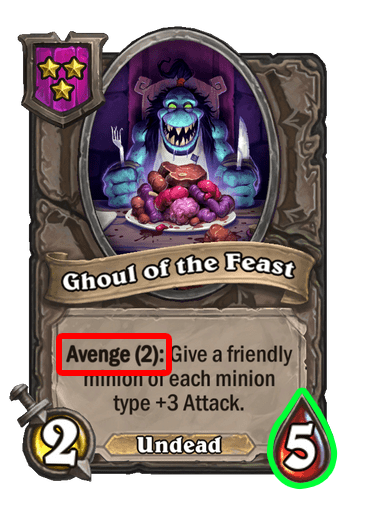 Ghoul of the Feast
Avenge (2): Give a friendly
minion of each minion
type +3 Attack.
2
Undead
5